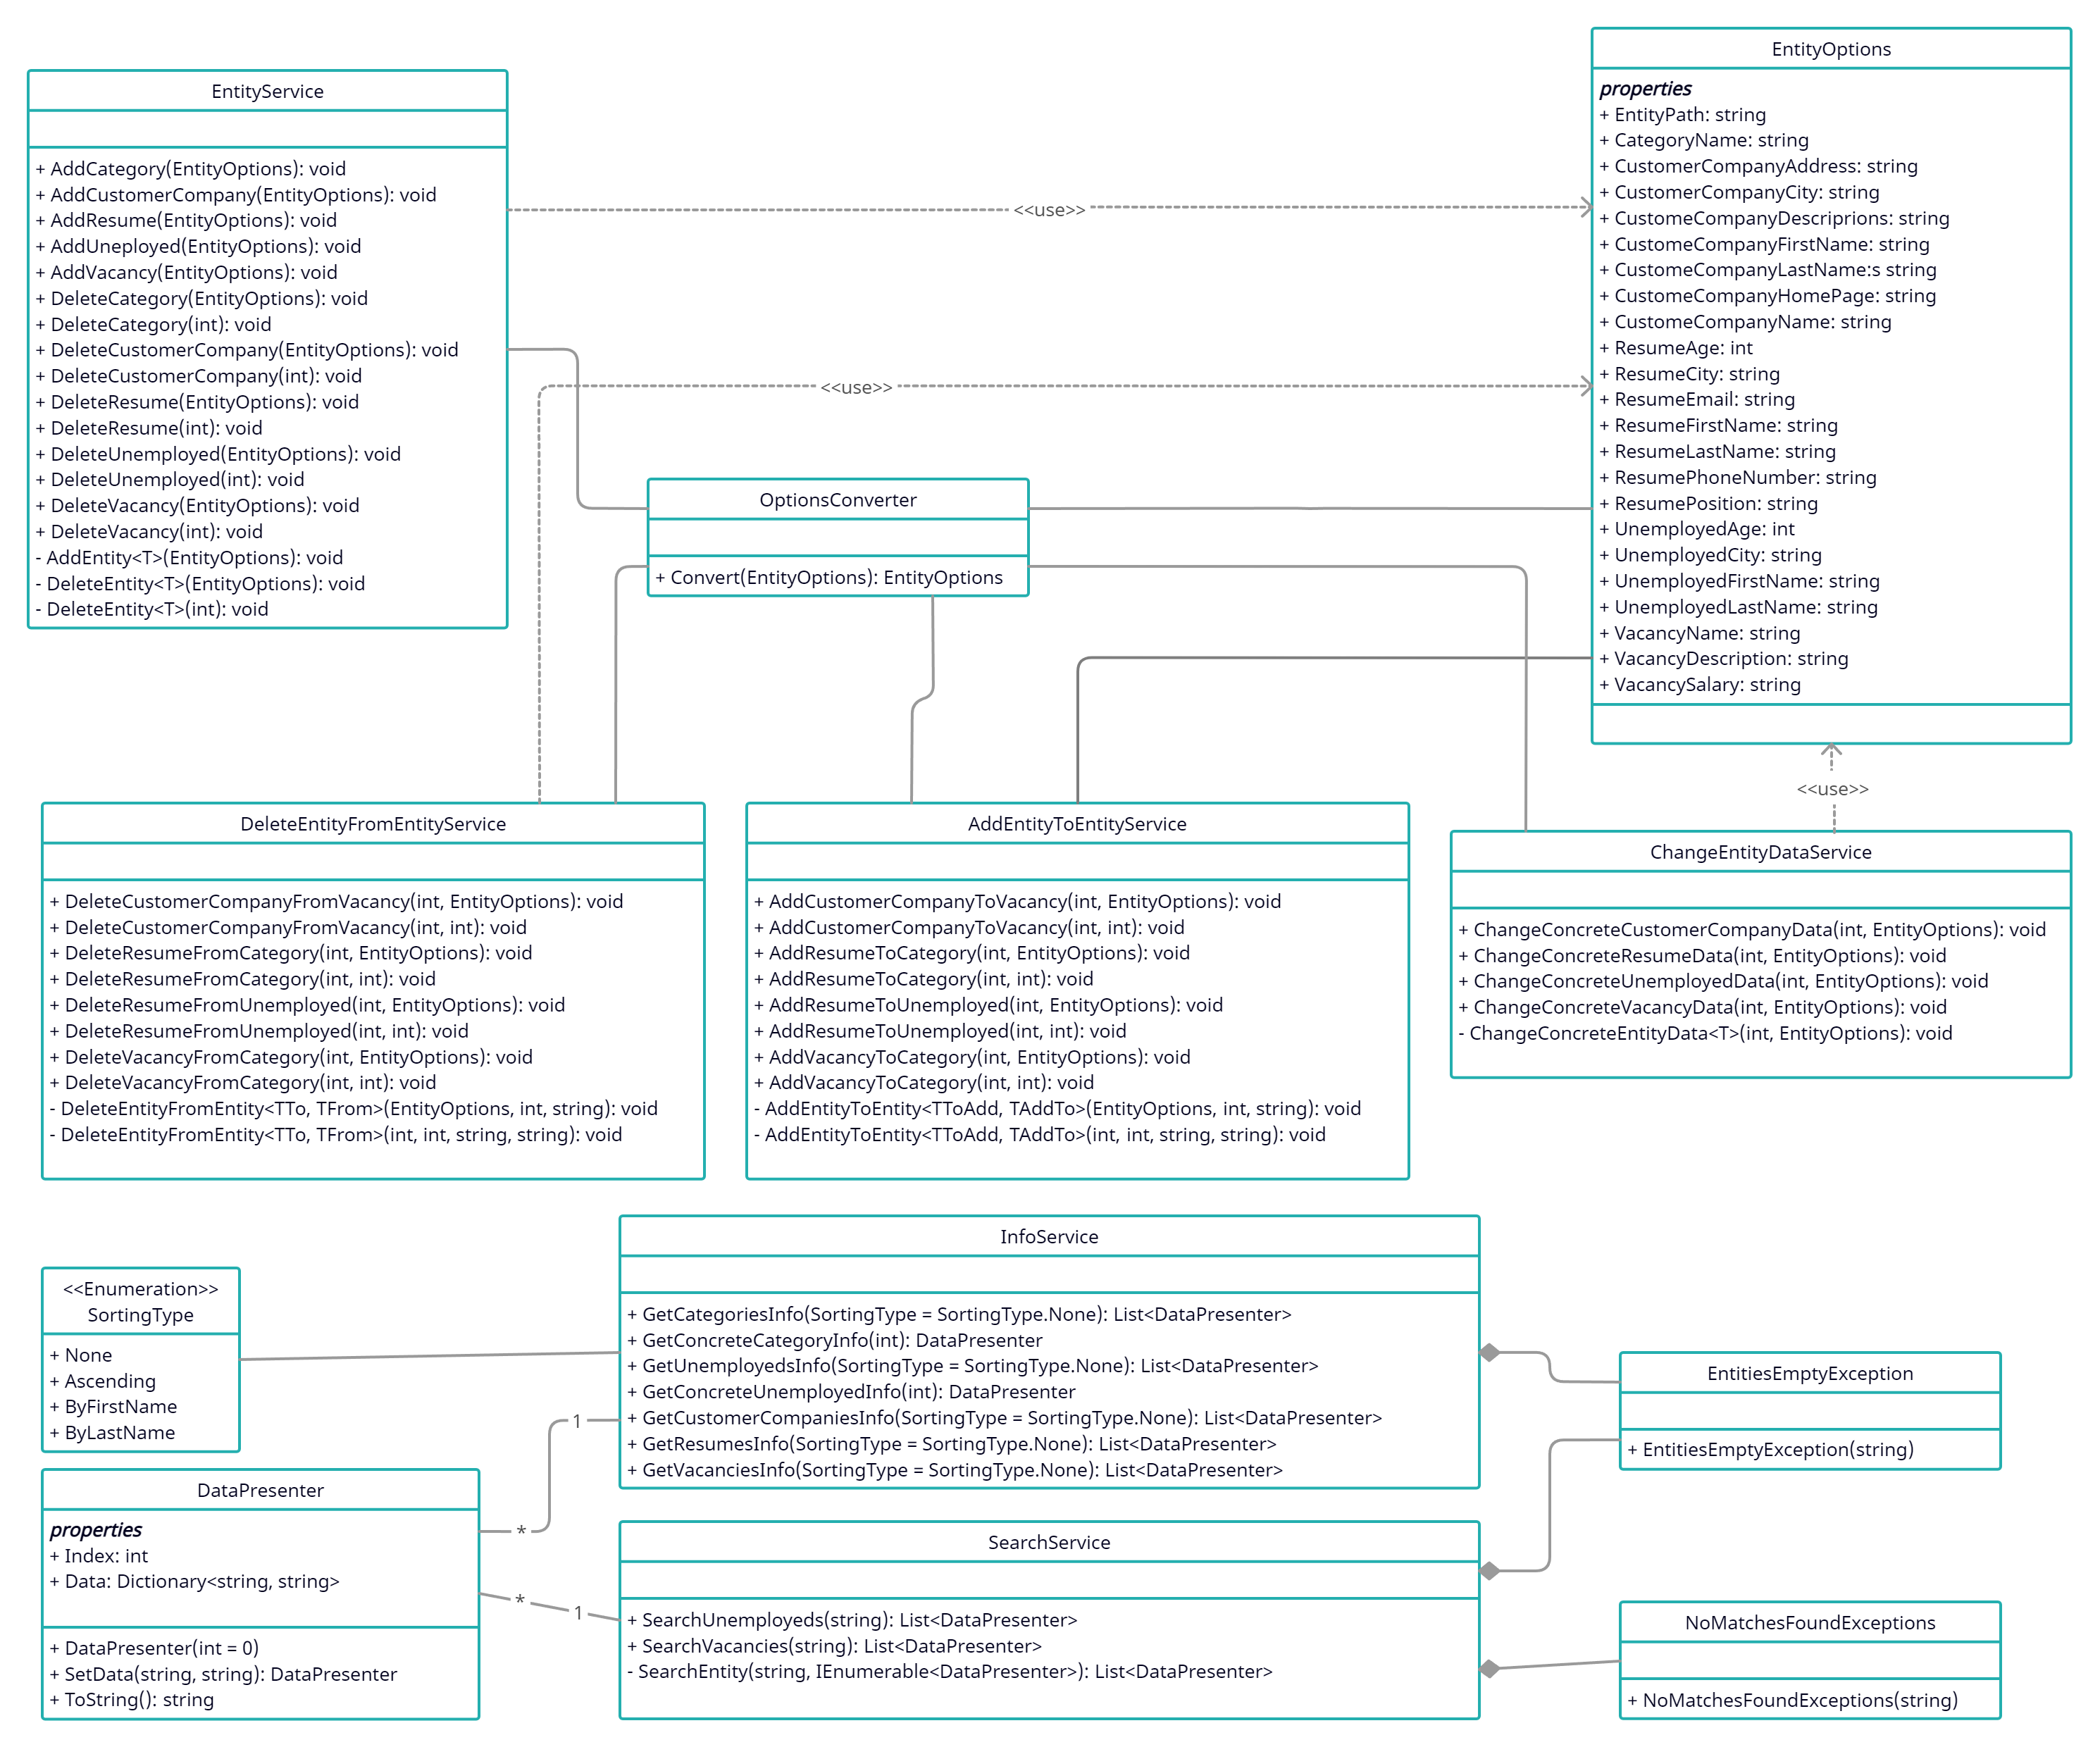 EntityService
+ AddCategory(EntityOptions): void
+ AddCustomerCompany(EntityOptions): void
+ AddResume(EntityOptions): void
+ AddUneployed(EntityOptions): void
+ AddVacancy(EntityOptions): void
+ DeleteCategory(EntityOptions): void
+ DeleteCategory(int): void
+ DeleteCustomerCompany(EntityOptions): void
+ DeleteCustomerCompany(int): void
+ DeleteResume(EntityOptions): void
+ DeleteResume(int): void
+ DeleteUnemployed(EntityOptions): void
+ DeleteUnemployed(int): void
+ DeleteVacancy(EntityOptions): void
+ DeleteVacancy(int): void
- AddEntity<T>(EntityOptions): void
- DeleteEntity<T>(EntityOptions): void
- DeleteEntity<T>(int): void
<<use>>
<<use>>
EntityOptions
properties
+ EntityPath: string
+ CategoryName: string
+ CustomerCompanyAddress: string
+ CustomerCompanyCity: string
+ CustomeCompanyDescriprions: string
+ CustomeCompanyFirstName: string
+ CustomeCompanyLastName:s string
+ CustomeCompanyHomePage: string
+ CustomeCompanyName: string
+ ResumeAge: int
+ ResumeCity: string
+ ResumeEmail: string
+ ResumeFirstName: string
+ ResumeLastName: string
+ ResumePhoneNumber: string
+ ResumePosition: string
+ UnemployedAge: int
+ UnemployedCity: string
+ UnemployedFirstName: string
+ UnemployedLastName: string
+ VacancyName: string
+ VacancyDescription: string
+ VacancySalary: string
OptionsConverter
+ Convert(EntityOptions): EntityOptions
<<use>>
DeleteEntityFromEntityService
+ DeleteCustomerCompanyFromVacancy(int, EntityOptions): void
+ DeleteCustomerCompanyFromVacancy(int, int): void
+ DeleteResumeFromCategory(int, EntityOptions): void
+ DeleteResumeFromCategory(int, int): void
+ DeleteResumeFromUnemployed(int, EntityOptions): void
+ DeleteResumeFromUnemployed(int, int): void
+ DeleteVacancyFromCategory(int, EntityOptions): void
+ DeleteVacancyFromCategory(int, int): void
- DeleteEntityFromEntity<TTo, TFrom>(EntityOptions, int, string): void
- DeleteEntityFromEntity<TTo, TFrom>(int, int, string, string): void
AddEntityToEntityService
+ AddCustomerCompanyToVacancy(int, EntityOptions): void
+ AddCustomerCompanyToVacancy(int, int): void
+ AddResumeToCategory(int, EntityOptions): void
+ AddResumeToCategory(int, int): void
+ AddResumeToUnemployed(int, EntityOptions): void
+ AddResumeToUnemployed(int, int): void
+ AddVacancyToCategory(int, EntityOptions): void
+ AddVacancyToCategory(int, int): void
- AddEntityToEntity<TToAdd, TAddTo>(EntityOptions, int, string): void
- AddEntityToEntity<TToAdd, TAddTo>(int, int, string, string): void
ChangeEntityDataService
+ ChangeConcreteCustomerCompanyData(int, EntityOptions): void
+ ChangeConcreteResumeData(int, EntityOptions): void
+ ChangeConcreteUnemployedData(int, EntityOptions): void
+ ChangeConcreteVacancyData(int, EntityOptions): void
- ChangeConcreteEntityData<T>(int, EntityOptions): void
<<Enumeration>>
SortingType
+ None
+ Ascending
+ ByFirstName
+ ByLastName
InfoService
+ GetCategoriesInfo(SortingType = SortingType.None): List<DataPresenter>
+ GetConcreteCategoryInfo(int): DataPresenter
+ GetUnemployedsInfo(SortingType = SortingType.None): List<DataPresenter>
+ GetConcreteUnemployedInfo(int): DataPresenter
+ GetCustomerCompaniesInfo(SortingType = SortingType.None): List<DataPresenter>
+ GetResumesInfo(SortingType = SortingType.None): List<DataPresenter>
+ GetVacanciesInfo(SortingType = SortingType.None): List<DataPresenter>
EntitiesEmptyException
+ EntitiesEmptyException(string)
1
*
DataPresenter
properties
+ Index: int
+ Data: Dictionary<string, string>
+ DataPresenter(int = 0)
+ SetData(string, string): DataPresenter
+ ToString(): string
*
1
SearchService
+ SearchUnemployeds(string): List<DataPresenter>
+ SearchVacancies(string): List<DataPresenter>
- SearchEntity(string, IEnumerable<DataPresenter>): List<DataPresenter>
NoMatchesFoundExceptions
+ NoMatchesFoundExceptions(string)